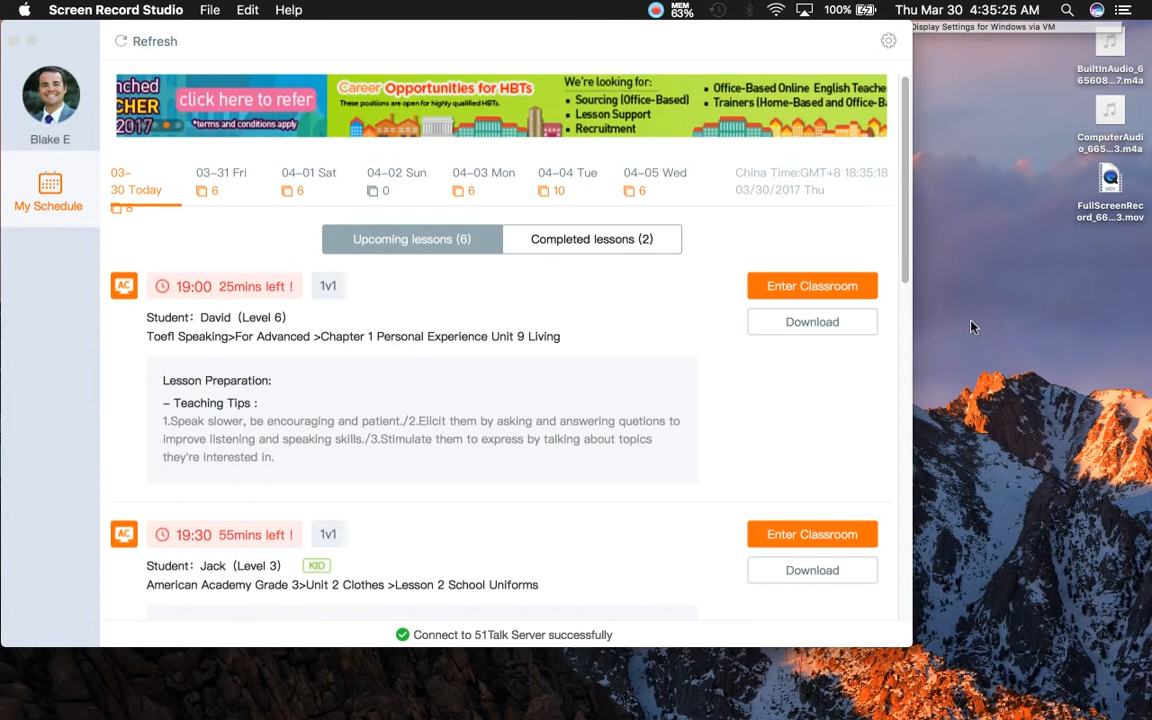 Screen Record Studio File Edit Help MEM 63% 100% Thu Mar 30 4:35:25 AM
Display Settings for Windows via VM
Refresh
nched
CHER
2017
click here to refer
*terms and conditions apply
Career Opportunities for HBTs
These positions are open for highly qualified HBTs.
We're looking for:
• Sourcing (Office-Based)
• Lesson Support
• Recruitment
• Office-Based Online English Teache
• Trainers (Home-Based and Office-Ba
BuiltInAudio_6
65608...7.m4a
ComputerAudi
o_665...3.m4a
FullScreenRec
ord_66...3.mov
Blake E
My Schedule
03-
30 Today
8
03-31 Fri
6
04-01 Sat
6
04-02 Sun
0
04-03 Mon
6
04-04 Tue
10
04-05 Wed
6
China Time:GMT+8 18:35:18
03/30/2017 Thu
Upcoming lessons (6)
Completed lessons (2)
AC 19:00 25mins left ! 1v1
Enter Classroom
Student: David (Level 6)
Download
Toefl Speaking>For Advanced >Chapter 1 Personal Experience Unit 9 Living
Lesson Preparation:
– Teaching Tips :
1.Speak slower, be encouraging and patient./2.Elicit them by asking and answering quetions to
improve listening and speaking skills./3.Stimulate them to express by talking about topics
they're interested in.
AC 19:30 55mins left ! 1v1
Enter Classroom
Student: Jack (Level 3) KID
Download
American Academy Grade 3>Unit 2 Clothes >Lesson 2 School Uniforms
Connect to 51Talk Server successfully